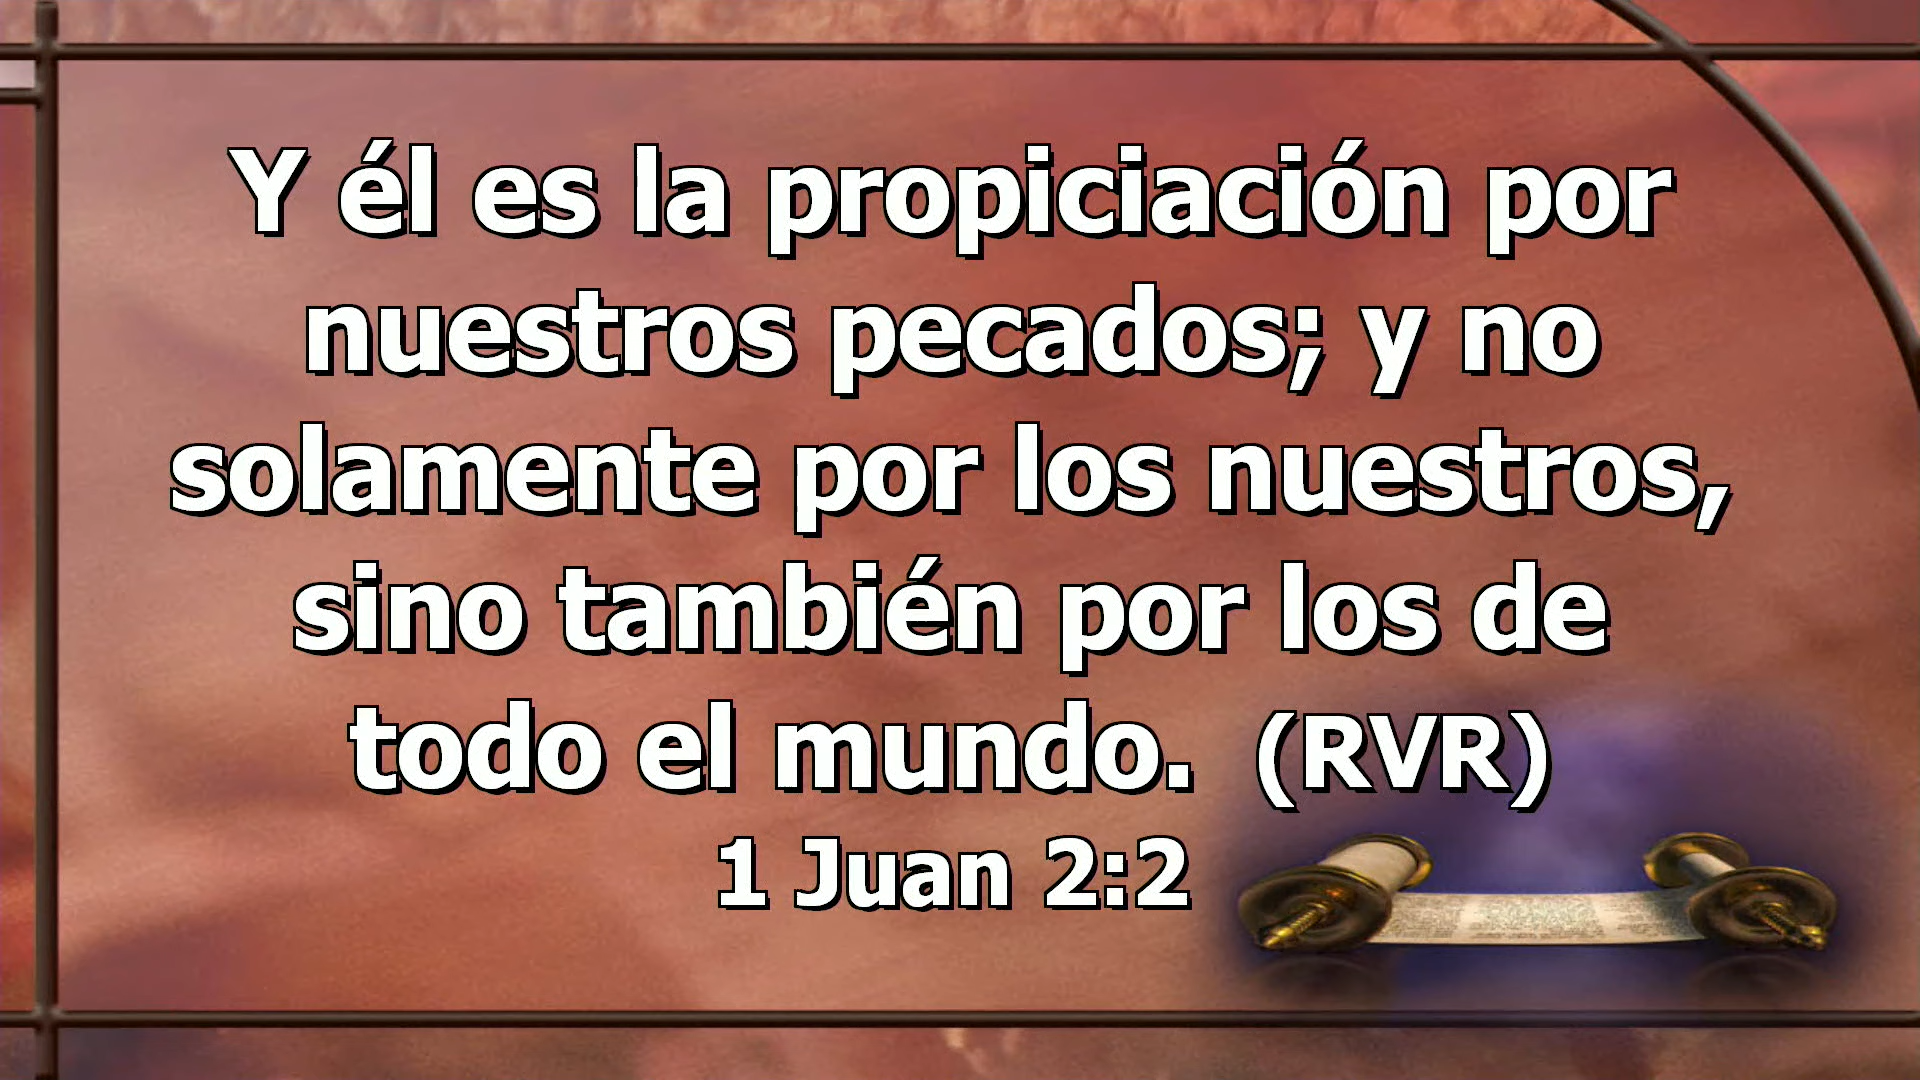 Y él es la propiciación por
nuestros pecados; y no
solamente por los nuestros,
sino también por los de
todo el mundo. (RVR)
1 Juan 2:2